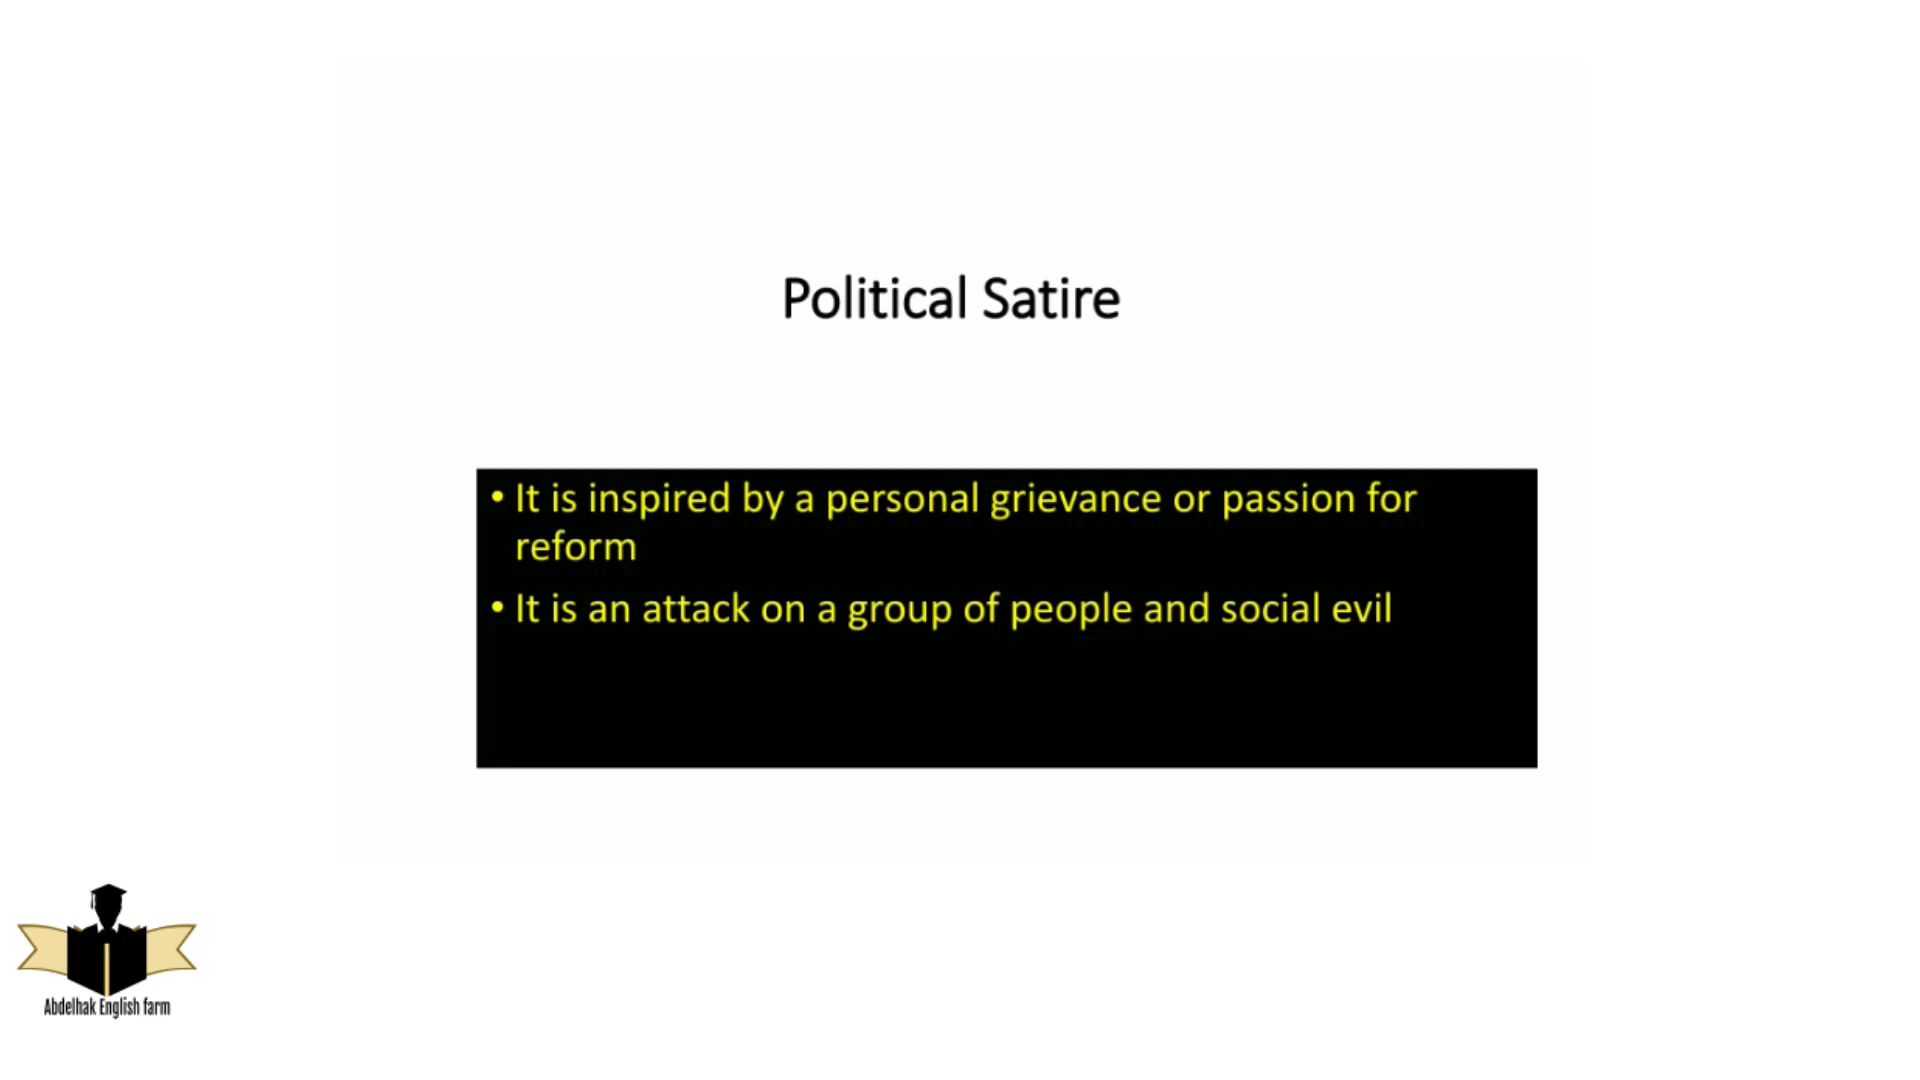 Political Satire
• It is inspired by a personal grievance or passion for
reform
• It is an attack on a group of people and social evil
Abdelhak English farm